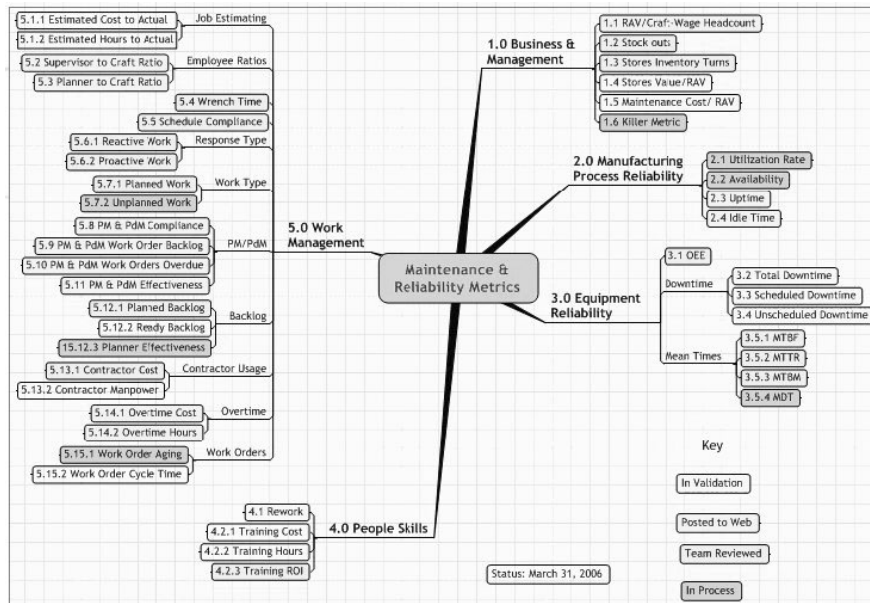 5.1.1 Estimated Cost to Actual
5.1.2 Estimated Hours to Actual
Job Estimating
5.2 Supervisor to Craft Ratio
5.3 Planner to Craft Ratio
Employee Ratios
5.4 Wrench Time
5.5 Schedule Compliance
5.6.1 Reactive Work
5.6.2 Proactive Work
Response Type
5.7.1 Planned Work
5.7.2 Unplanned Work
Work Type
5.8 PM & PdM Compliance
5.9 PM & PdM Work Order Backlog
5.10 PM & PdM Work Orders Overdue
5.11 PM & PdM Effectiveness
PM/PdM
5.12.1 Planned Backlog
5.12.2 Ready Backlog
15.12.3 Planner Effectiveness
Backlog
5.13.1 Contractor Cost
5.13.2 Contractor Manpower
Contractor Usage
5.14.1 Overtime Cost
5.14.2 Overtime Hours
Overtime
5.15.1 Work Order Aging
5.15.2 Work Order Cycle Time
Work Orders
5.0 Work
Management
4.1 Rework
4.2.1 Training Cost
4.2.2 Training Hours
4.2.3 Training ROI
4.0 People Skills
Maintenance &
Reliability Metrics
1.0 Business &
Management
1.1 RAV/Craft-Wage Headcount
1.2 Stock outs
1.3 Stores Inventory Turns
1.4 Stores Value/RAV
1.5 Maintenance Cost/ RAV
1.6 Killer Metric
2.0 Manufacturing
Process Reliability
2.1 Utilization Rate
2.2 Availability
2.3 Uptime
2.4 Idle Time
3.0 Equipment
Reliability
3.1 OEE
Downtime
3.2 Total Downtime
3.3 Scheduled Downtime
3.4 Unscheduled Downtime
Mean Times
3.5.1 MTBF
3.5.2 MTTR
3.5.3 MTBM
3.5.4 MDT
Key
In Validation
Posted to Web
Team Reviewed
In Process
Status: March 31, 2006